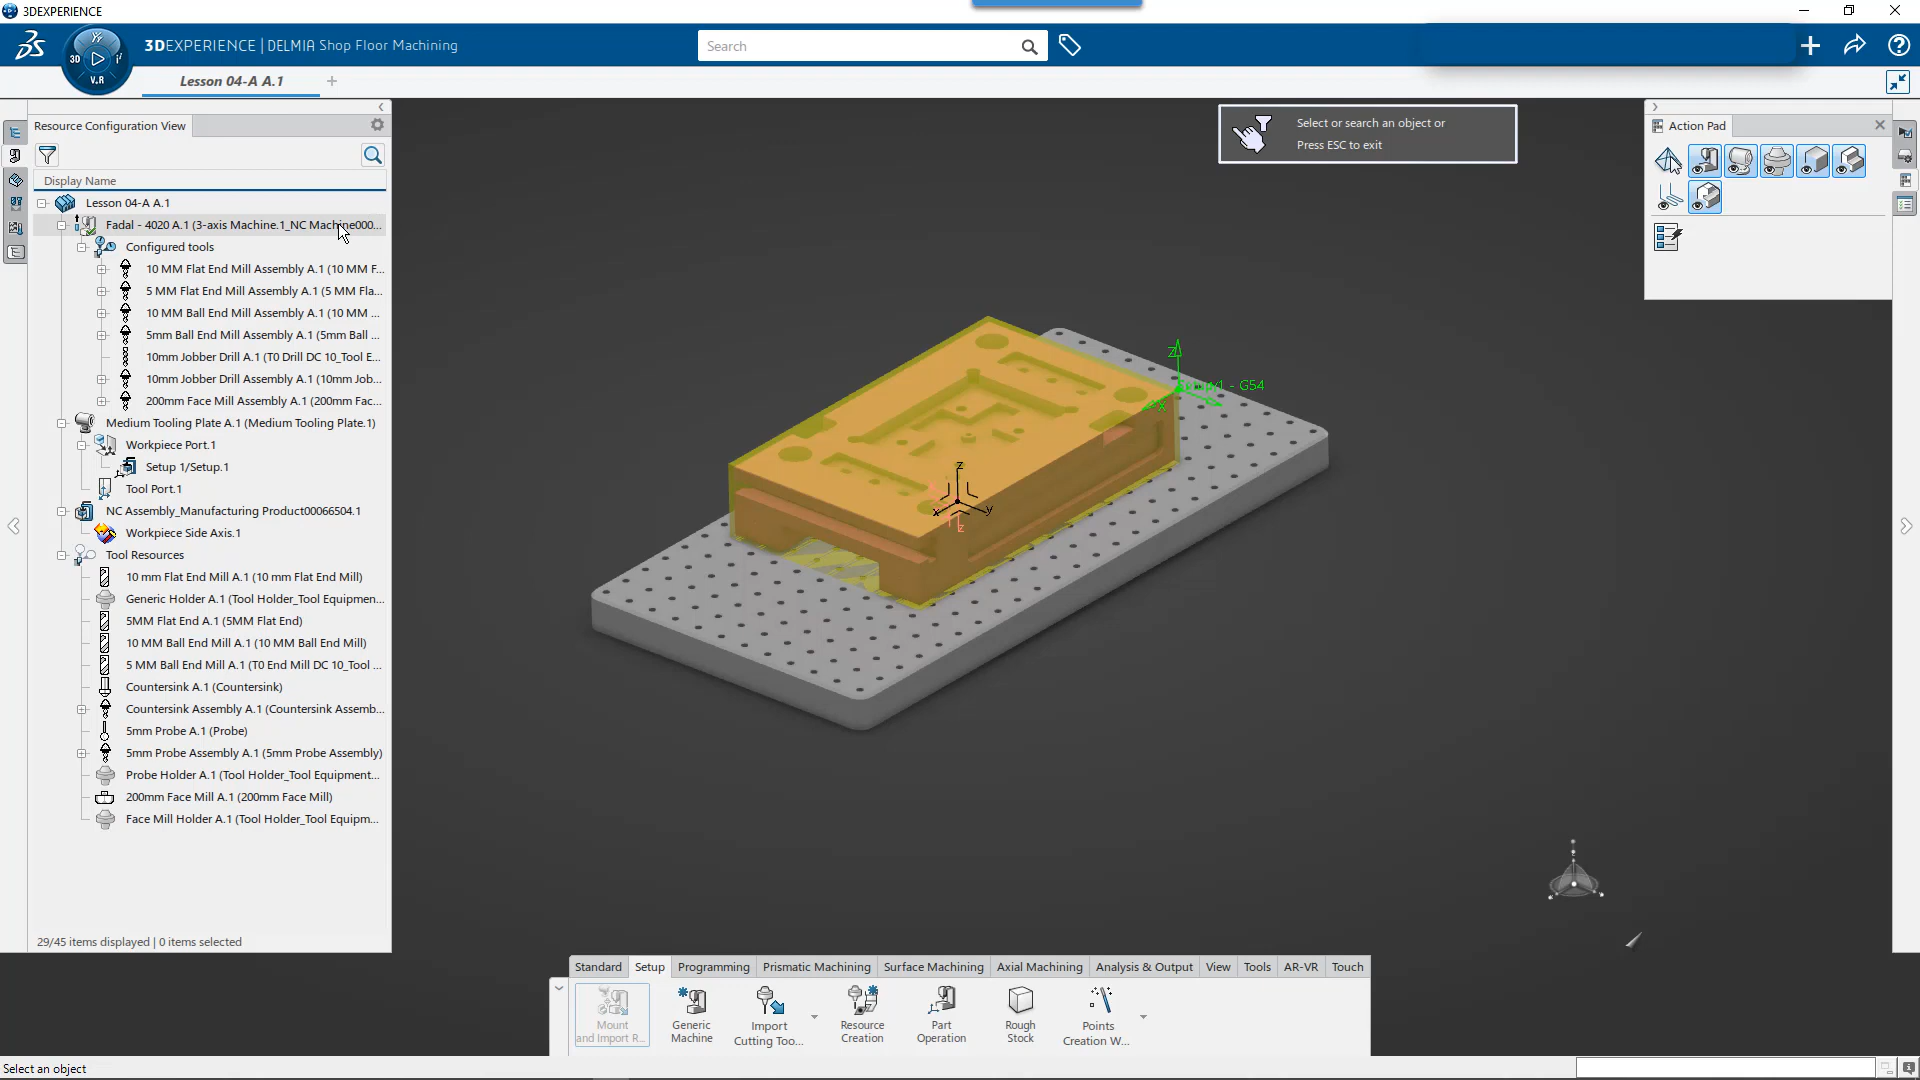 3DEXPERIENCE
3DEXPERIENCE | DELMIA Shop Floor Machining
Search
3D
V.R
Lesson 04-A A.1
Resource Configuration View
Display Name
Lesson 04-A A.1
Fadal - 4020 A.1 (3-axis Machine.1_NC Machine000...
Configured tools
10 MM Flat End Mill Assembly A.1 (10 MM F...
5 MM Flat End Mill Assembly A.1 (5 MM Fla...
10 MM Ball End Mill Assembly A.1 (10 MM ...
5mm Ball End Mill Assembly A.1 (5mm Ball ...
10mm Jobber Drill A.1 (T0 Drill DC 10_Tool E...
10mm Jobber Drill Assembly A.1 (10mm Job...
200mm Face Mill Assembly A.1 (200mm Fac...
Medium Tooling Plate A.1 (Medium Tooling Plate.1)
Workpiece Port.1
Setup 1/Setup.1
Tool Port.1
NC Assembly_Manufacturing Product00066504.1
Workpiece Side Axis.1
Tool Resources
10 mm Flat End Mill A.1 (10 mm Flat End Mill)
Generic Holder A.1 (Tool Holder_Tool Equipmen...
5MM Flat End A.1 (5MM Flat End)
10 MM Ball End Mill A.1 (10 MM Ball End Mill)
5 MM Ball End Mill A.1 (T0 End Mill DC 10_Tool ...
Countersink A.1 (Countersink)
Countersink Assembly A.1 (Countersink Assemb...
5mm Probe A.1 (Probe)
5mm Probe Assembly A.1 (5mm Probe Assembly)
Probe Holder A.1 (Tool Holder_Tool Equipment...
200mm Face Mill A.1 (200mm Face Mill)
Face Mill Holder A.1 (Tool Holder_Tool Equipm...
29/45 items displayed | 0 items selected
Select or search an object or
Press ESC to exit
Action Pad
Z
- G54
X
z
x
y
z
Standard
Setup
Programming
Prismatic Machining
Surface Machining
Axial Machining
Analysis & Output
View
Tools
AR-VR
Touch
Mount
and Import R...
Generic
Machine
Import
Cutting Too...
Resource
Creation
Part
Operation
Rough
Stock
Points
Creation W...
Select an object